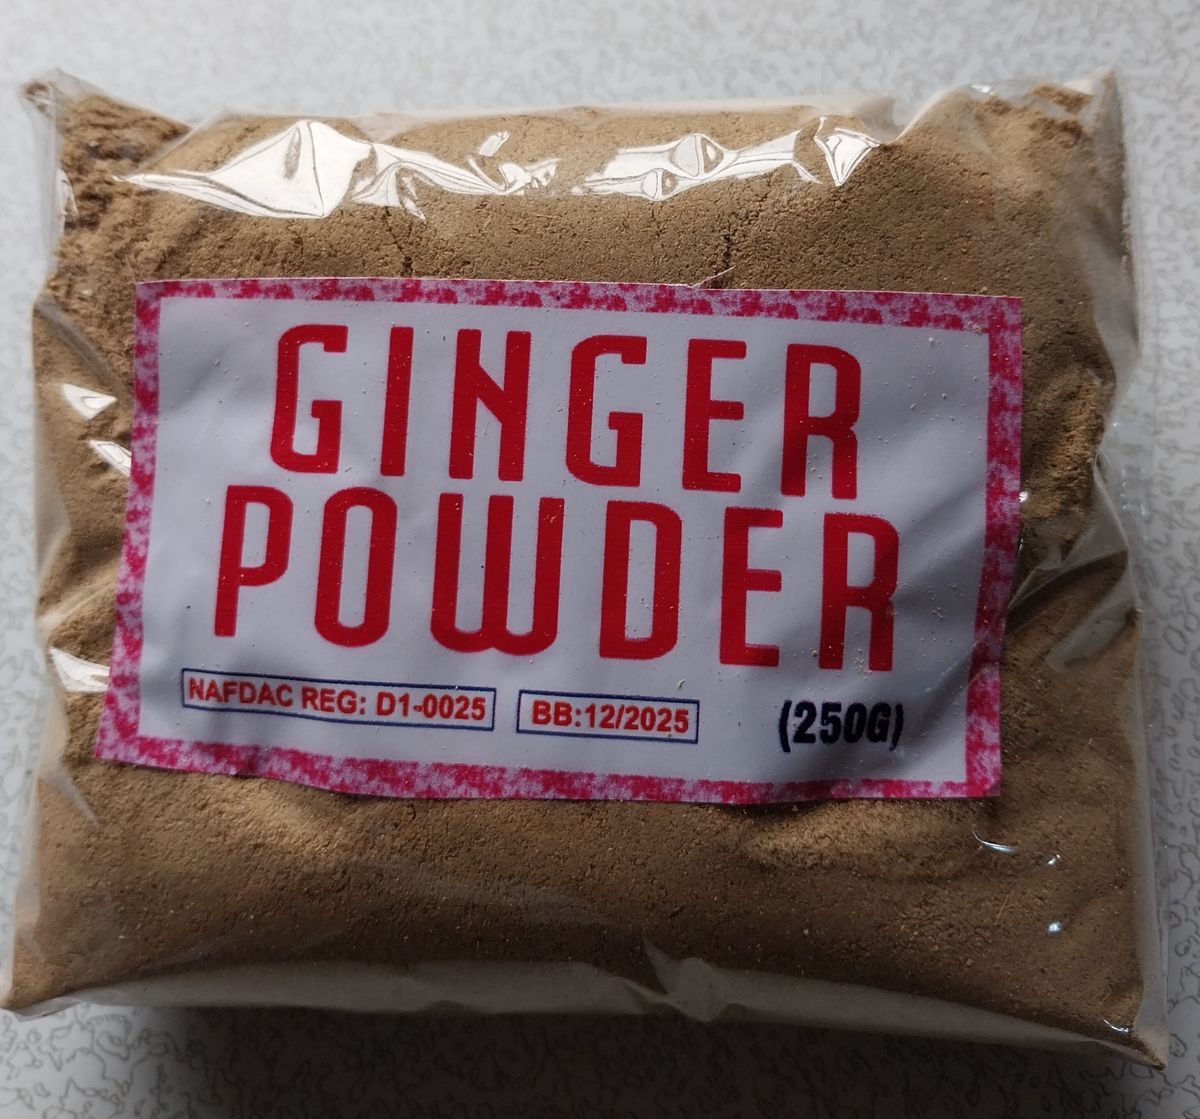 GINGER
POWDER
NAFDAC REG: D1-0025 BB:12/2025 (250G)